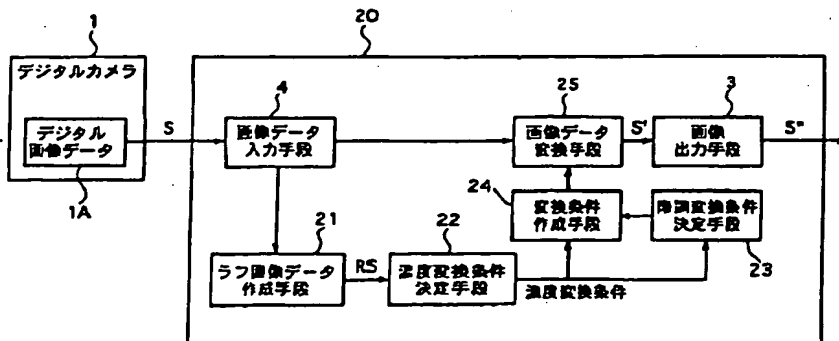 1
20
デジタルカメラ
デジタル
画像データ
1A
S
4
画像データ
入力手段
25
画像データ
変換手段
S'
3
画像
出力手段
S"
24
変換条件
作成手段
階調変換条件
決定手段
23
21
ラフ画像データ
作成手段
RS
22
濃度変換条件
決定手段
濃度変換条件